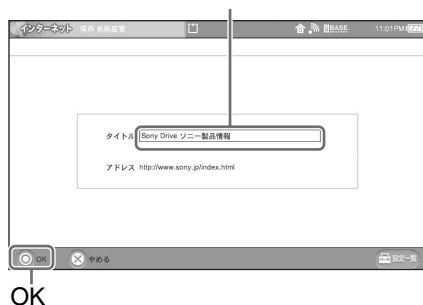 インターネット 保存 名称変更 BASE 11:01PM
タイトル Sony Drive ソニー製品情報
アドレス http://www.sony.jp/index.html
OK やめる 設定一覧
OK